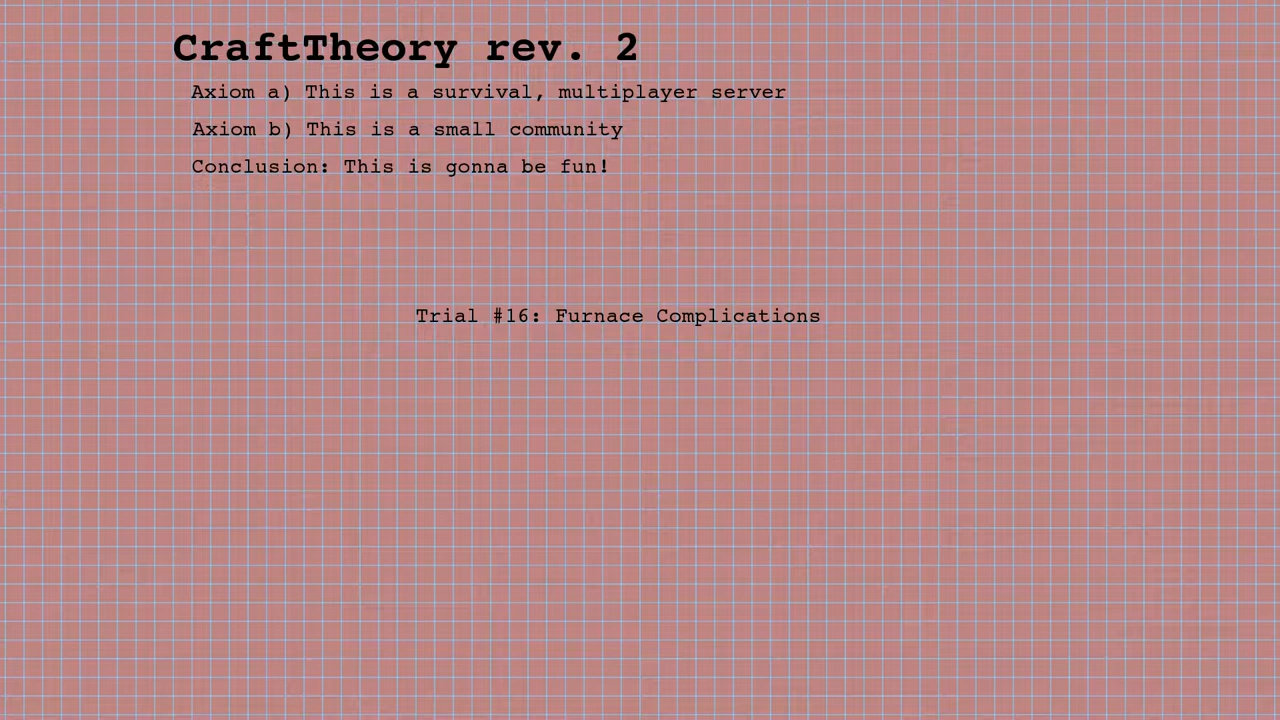 CraftTheory rev. 2
Axiom a) This is a survival, multiplayer server
Axiom b) This is a small community
Conclusion: This is gonna be fun!
Trial #16: Furnace Complications